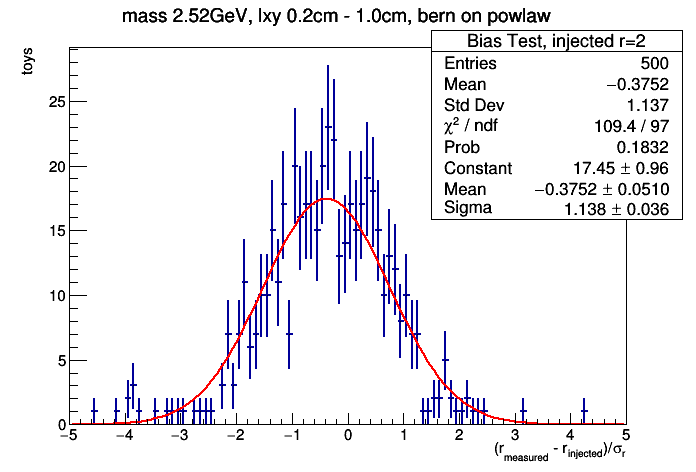 mass 2.52GeV, lxy 0.2cm - 1.0cm, bern on powlaw
Bias Test, injected r=2
Entries 500
Mean −0.3752
Std Dev 1.137
χ² / ndf 109.4 / 97
Prob 0.1832
Constant 17.45 ± 0.96
Mean −0.3752 ± 0.0510
Sigma 1.138 ± 0.036
toys
25
20
15
10
5
0
−5 −4 −3 −2 −1 0 1 2 3 4 5
(r_measured - r_injected)/σ_r